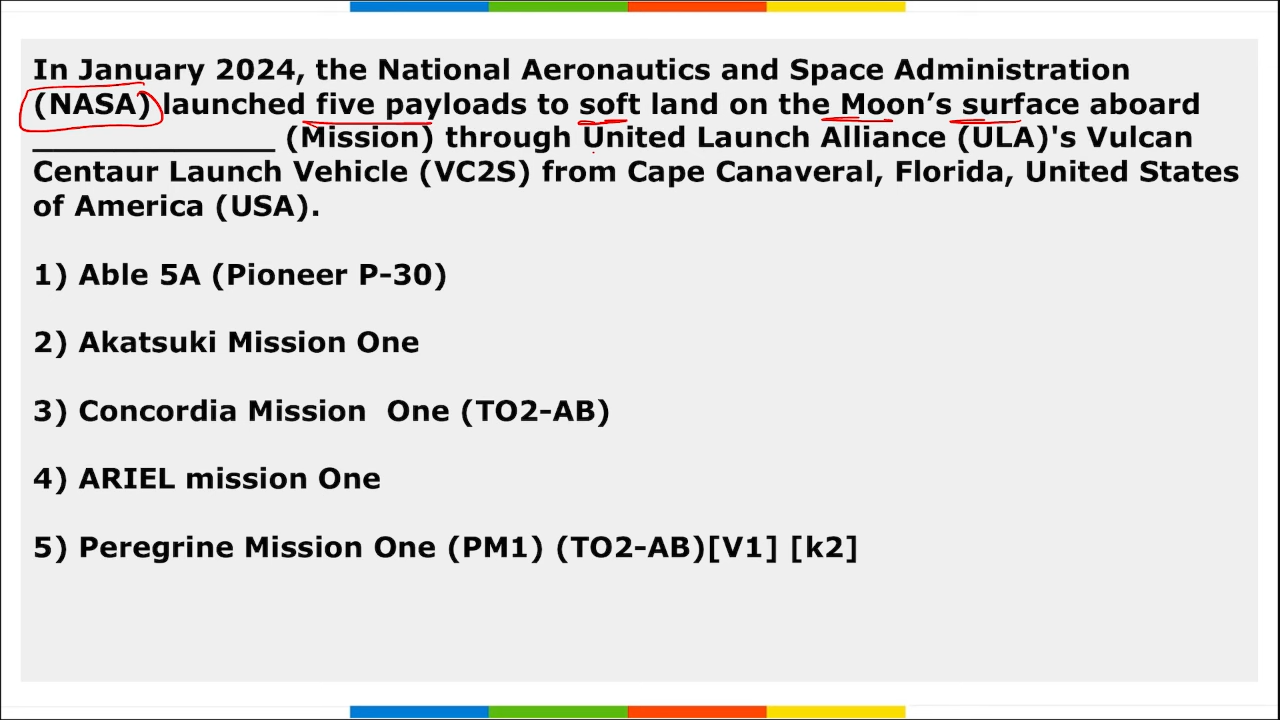 In January 2024, the National Aeronautics and Space Administration
(NASA) launched five payloads to soft land on the Moon’s surface aboard
________________ (Mission) through United Launch Alliance (ULA)'s Vulcan
Centaur Launch Vehicle (VC2S) from Cape Canaveral, Florida, United States
of America (USA).
1) Able 5A (Pioneer P-30)
2) Akatsuki Mission One
3) Concordia Mission  One (TO2-AB)
4) ARIEL mission One
5) Peregrine Mission One (PM1) (TO2-AB)[V1] [k2]